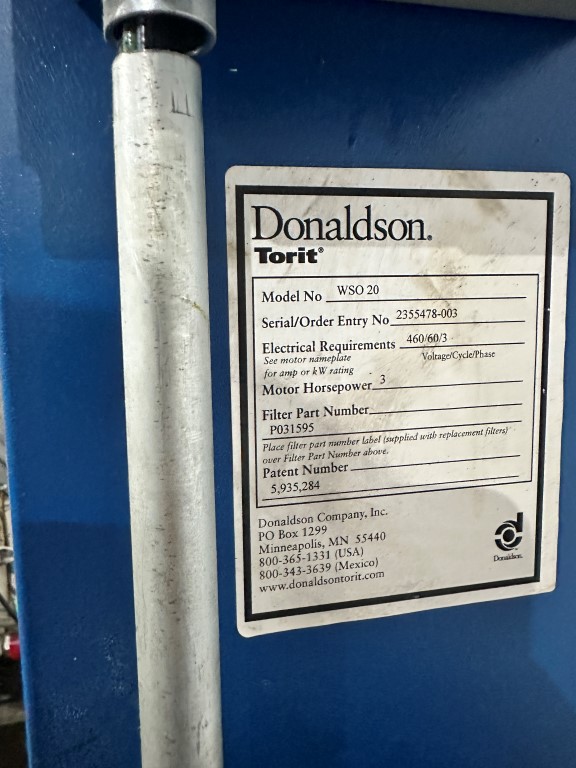 Donaldson.
Torit®
Model No WSO 20
Serial/Order Entry No 2355478-003
Electrical Requirements 460/60/3
See motor nameplate Voltage/Cycle/Phase
for amp or kW rating
Motor Horsepower 3
Filter Part Number
P031595
Place filter part number label (supplied with replacement filters)
over Filter Part Number above.
Patent Number
5,935,284
Donaldson Company, Inc.
PO Box 1299
Minneapolis, MN 55440
800-365-1331 (USA)
800-343-3639 (Mexico)
www.donaldsontorit.com
Donaldson.